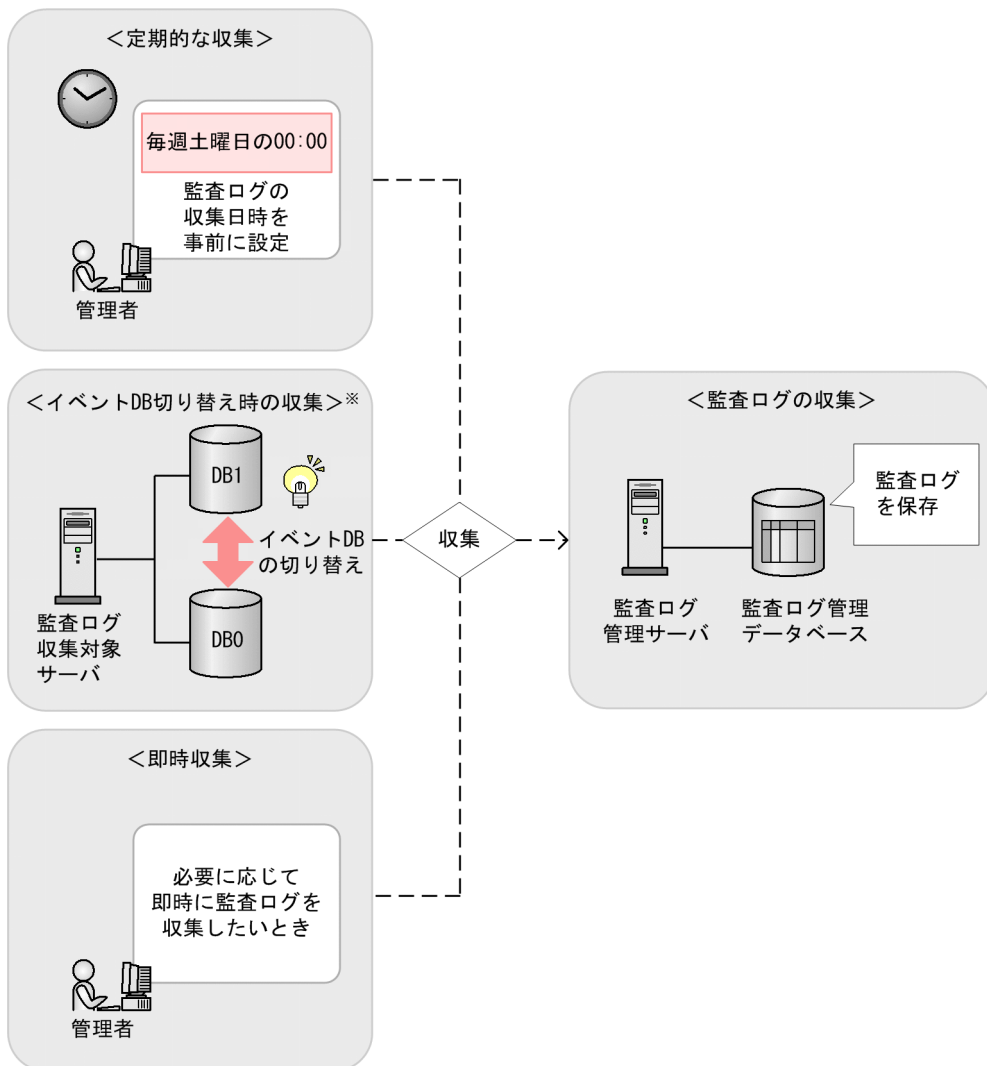 ＜定期的な収集＞
毎週土曜日の00:00
監査ログの
収集日時を
事前に設定
管理者
＜イベントDB切り替え時の収集＞※
DB1
イベントDB
の切り替え
DB0
監査ログ
収集対象
サーバ
＜即時収集＞
必要に応じて
即時に監査ログを
収集したいとき
管理者
収集
＜監査ログの収集＞
監査ログ
を保存
監査ログ
管理サーバ
監査ログ管理
データベース